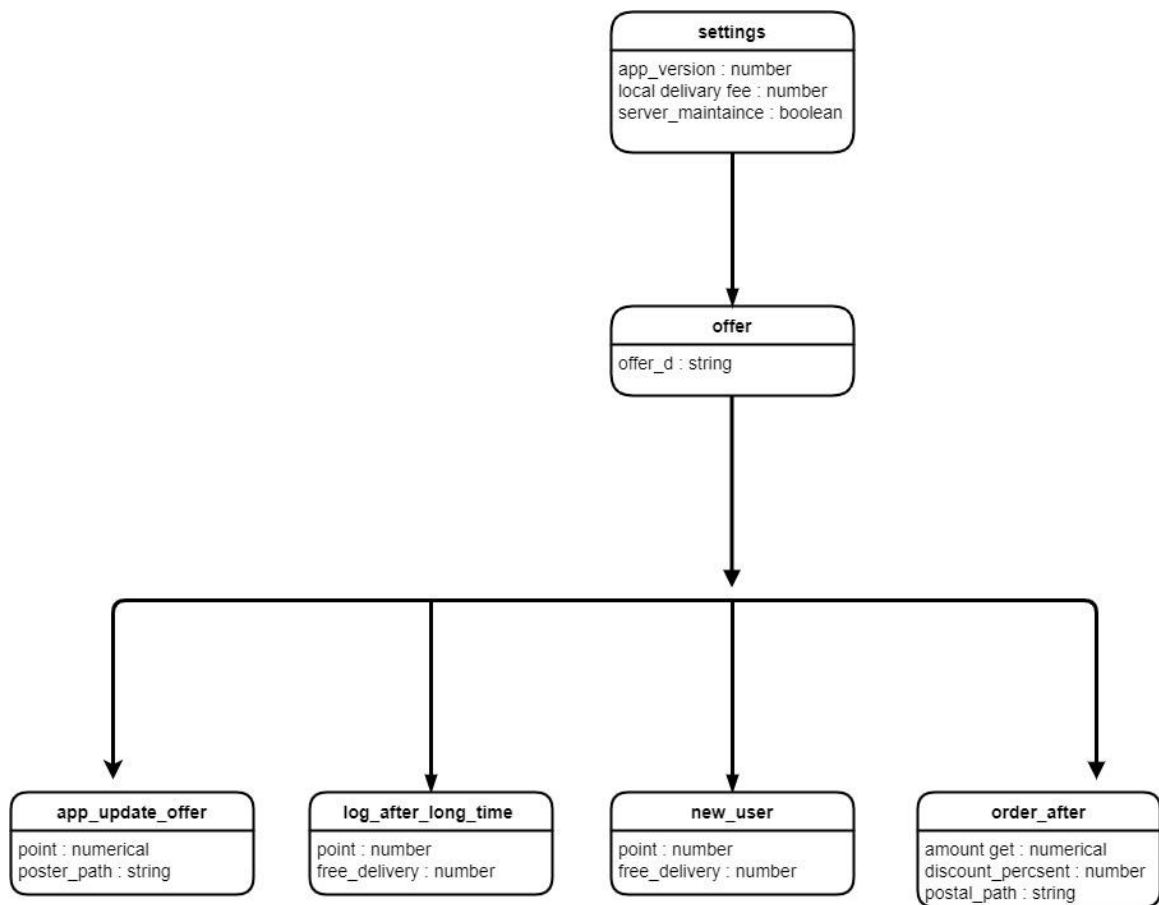 settings
app_version : number
local delivary fee : number
server_maintaince : boolean
offer
offer_d : string
app_update_offer
point : numerical
poster_path : string
log_after_long_time
point : number
free_delivery : number
new_user
point : number
free_delivery : number
order_after
amount get : numerical
discount_percsent : number
postal_path : string